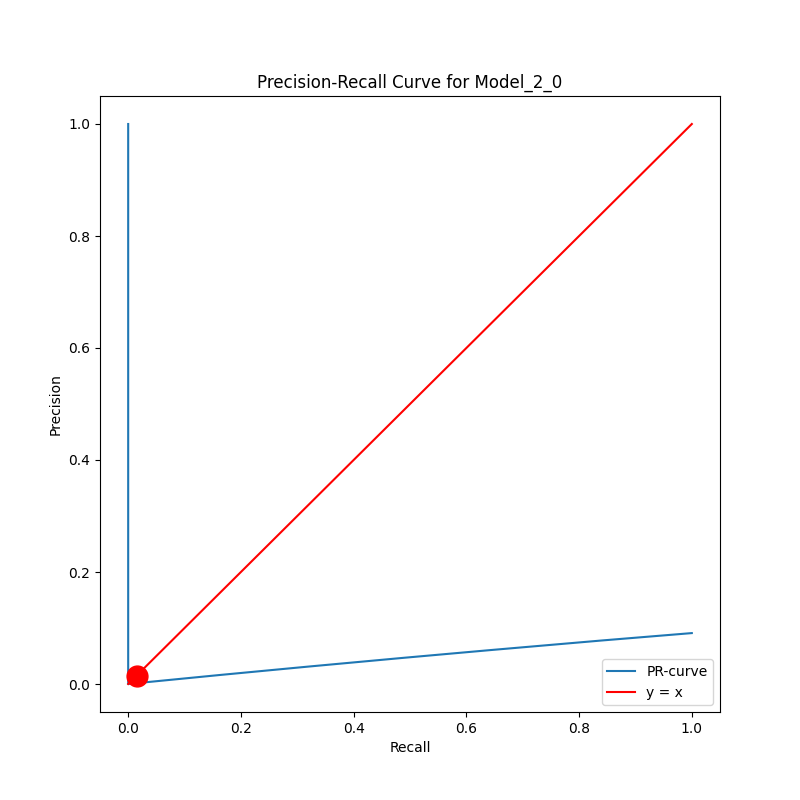 Precision-Recall Curve for Model_2_0
1.0
0.8
0.6
0.4
0.2
0.0
Precision
0.0 0.2 0.4 0.6 0.8 1.0
Recall
PR-curve
y = x